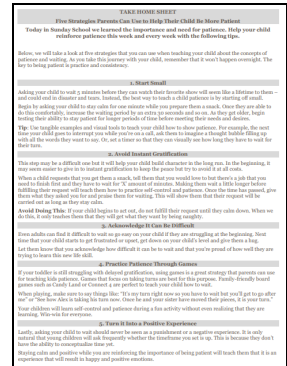 TAKE HOME SHEET
Five Strategies Parents Can Use to Help Their Child Be More Patient
Today in Sunday School we learned the importance and need for patience. Help your child
reinforce patience this week and every week with the following tips.
Below, we will take a look at five strategies that you can use when teaching your child about the concepts of
patience and waiting. As you take this journey with your child, remember that it won't happen overnight. The
key to being patient is practice and consistency.
1. Start Small
Asking your child to wait 5 minutes before they can watch their favorite show will seem like a lifetime to them –
and could end in disaster and tears. Instead, the best way to teach a child patience is by starting off small.
Begin by asking your child to stay calm for one minute while you prepare them a snack. Once they are able to
do this comfortably, increase the waiting period by an extra 30 seconds and so on. As they get older, begin
testing their ability to stay patient for longer periods of time before meeting their needs and desires.
Tip: Use tangible examples and visual tools to teach your child how to show patience. For example, the next
time your child goes to interrupt you while you're on a call, ask them to imagine a thought bubble filling up
with all the words they want to say. Or, set a timer so that they can visually see how long they have to wait for
their turn.
2. Avoid Instant Gratification
This step may be a difficult one but it will help your child build character in the long run. In the beginning, it
may seem easier to give in to instant gratification to keep the peace but try to avoid it at all costs.
When a child requests that you get them a snack, tell them that you would love to but there's a job that you
need to finish first and they have to wait for 'X' amount of minutes. Making them wait a little longer before
fulfilling their request will teach them how to practice self-control and patience. Once the time has passed, give
them what they asked you for and praise them for waiting. This will show them that their request will be
carried out as long as they stay calm.
Avoid Doing This: If your child begins to act out, do not fulfill their request until they calm down. When we
do this, it only teaches them that they will get what they want by being naughty.
3. Acknowledge It Can Be Difficult
Even adults can find it difficult to wait so go easy on your child if they are struggling at the beginning. Next
time that your child starts to get frustrated or upset, get down on your child's level and give them a hug.
Let them know that you acknowledge how difficult it can be to wait and that you're proud of how well they are
trying to learn this new life skill.
4. Practice Patience Through Games
If your toddler is still struggling with delayed gratification, using games is a great strategy that parents can use
for teaching kids patience. Games that focus on taking turns are best for this purpose. Family-friendly board
games such as Candy Land or Connect 4 are perfect to teach your child how to wait.
When playing, make sure to say things like: "It's my turn right now so you have to wait but you'll get to go after
me" or "See how Alex is taking his turn now. Once he and your sister have moved their pieces, it is your turn."
Your children will learn self-control and patience during a fun activity without even realizing that they are
learning. Win-win for everyone.
5. Turn it Into a Positive Experience
Lastly, asking your child to wait should never be seen as a punishment or a negative experience. It is only
natural that young children will ask frequently whether the timeframe you set is up. This is because they don't
have the ability to conceptualize time yet.
Staying calm and positive while you are reinforcing the importance of being patient will teach them that it is an
experience that will result in happy and positive emotions.